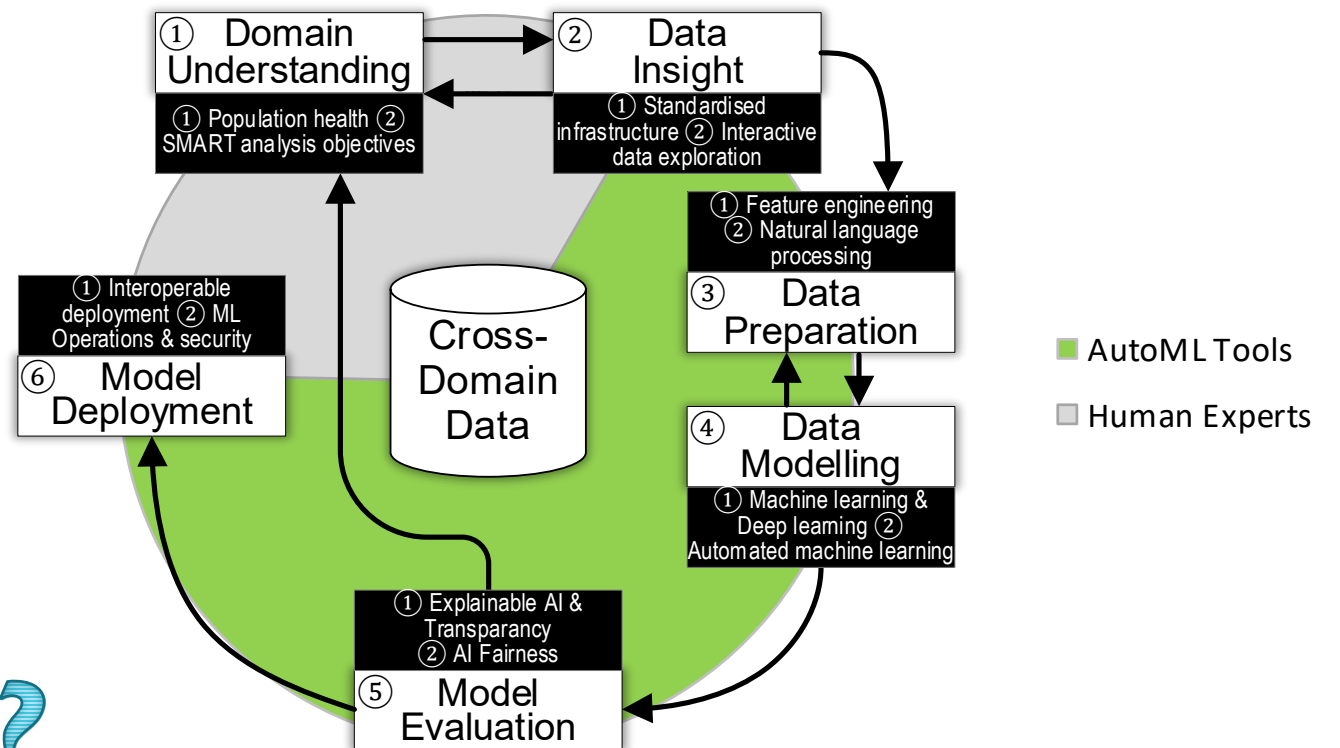 ① Domain
Understanding
① Population health ②
SMART analysis objectives
② Data
Insight
① Standardised
infrastructure ② Interactive
data exploration
① Feature engineering
② Natural language
processing
③ Data
Preparation
④ Data
Modelling
① Machine learning &
Deep learning ②
Automated machine learning
① Explainable AI &
Transparancy
② AI Fairness
⑤ Model
Evaluation
① Interoperable
deployment ② ML
Operations & security
⑥ Model
Deployment
Cross-
Domain
Data
AutoML Tools
Human Experts
?